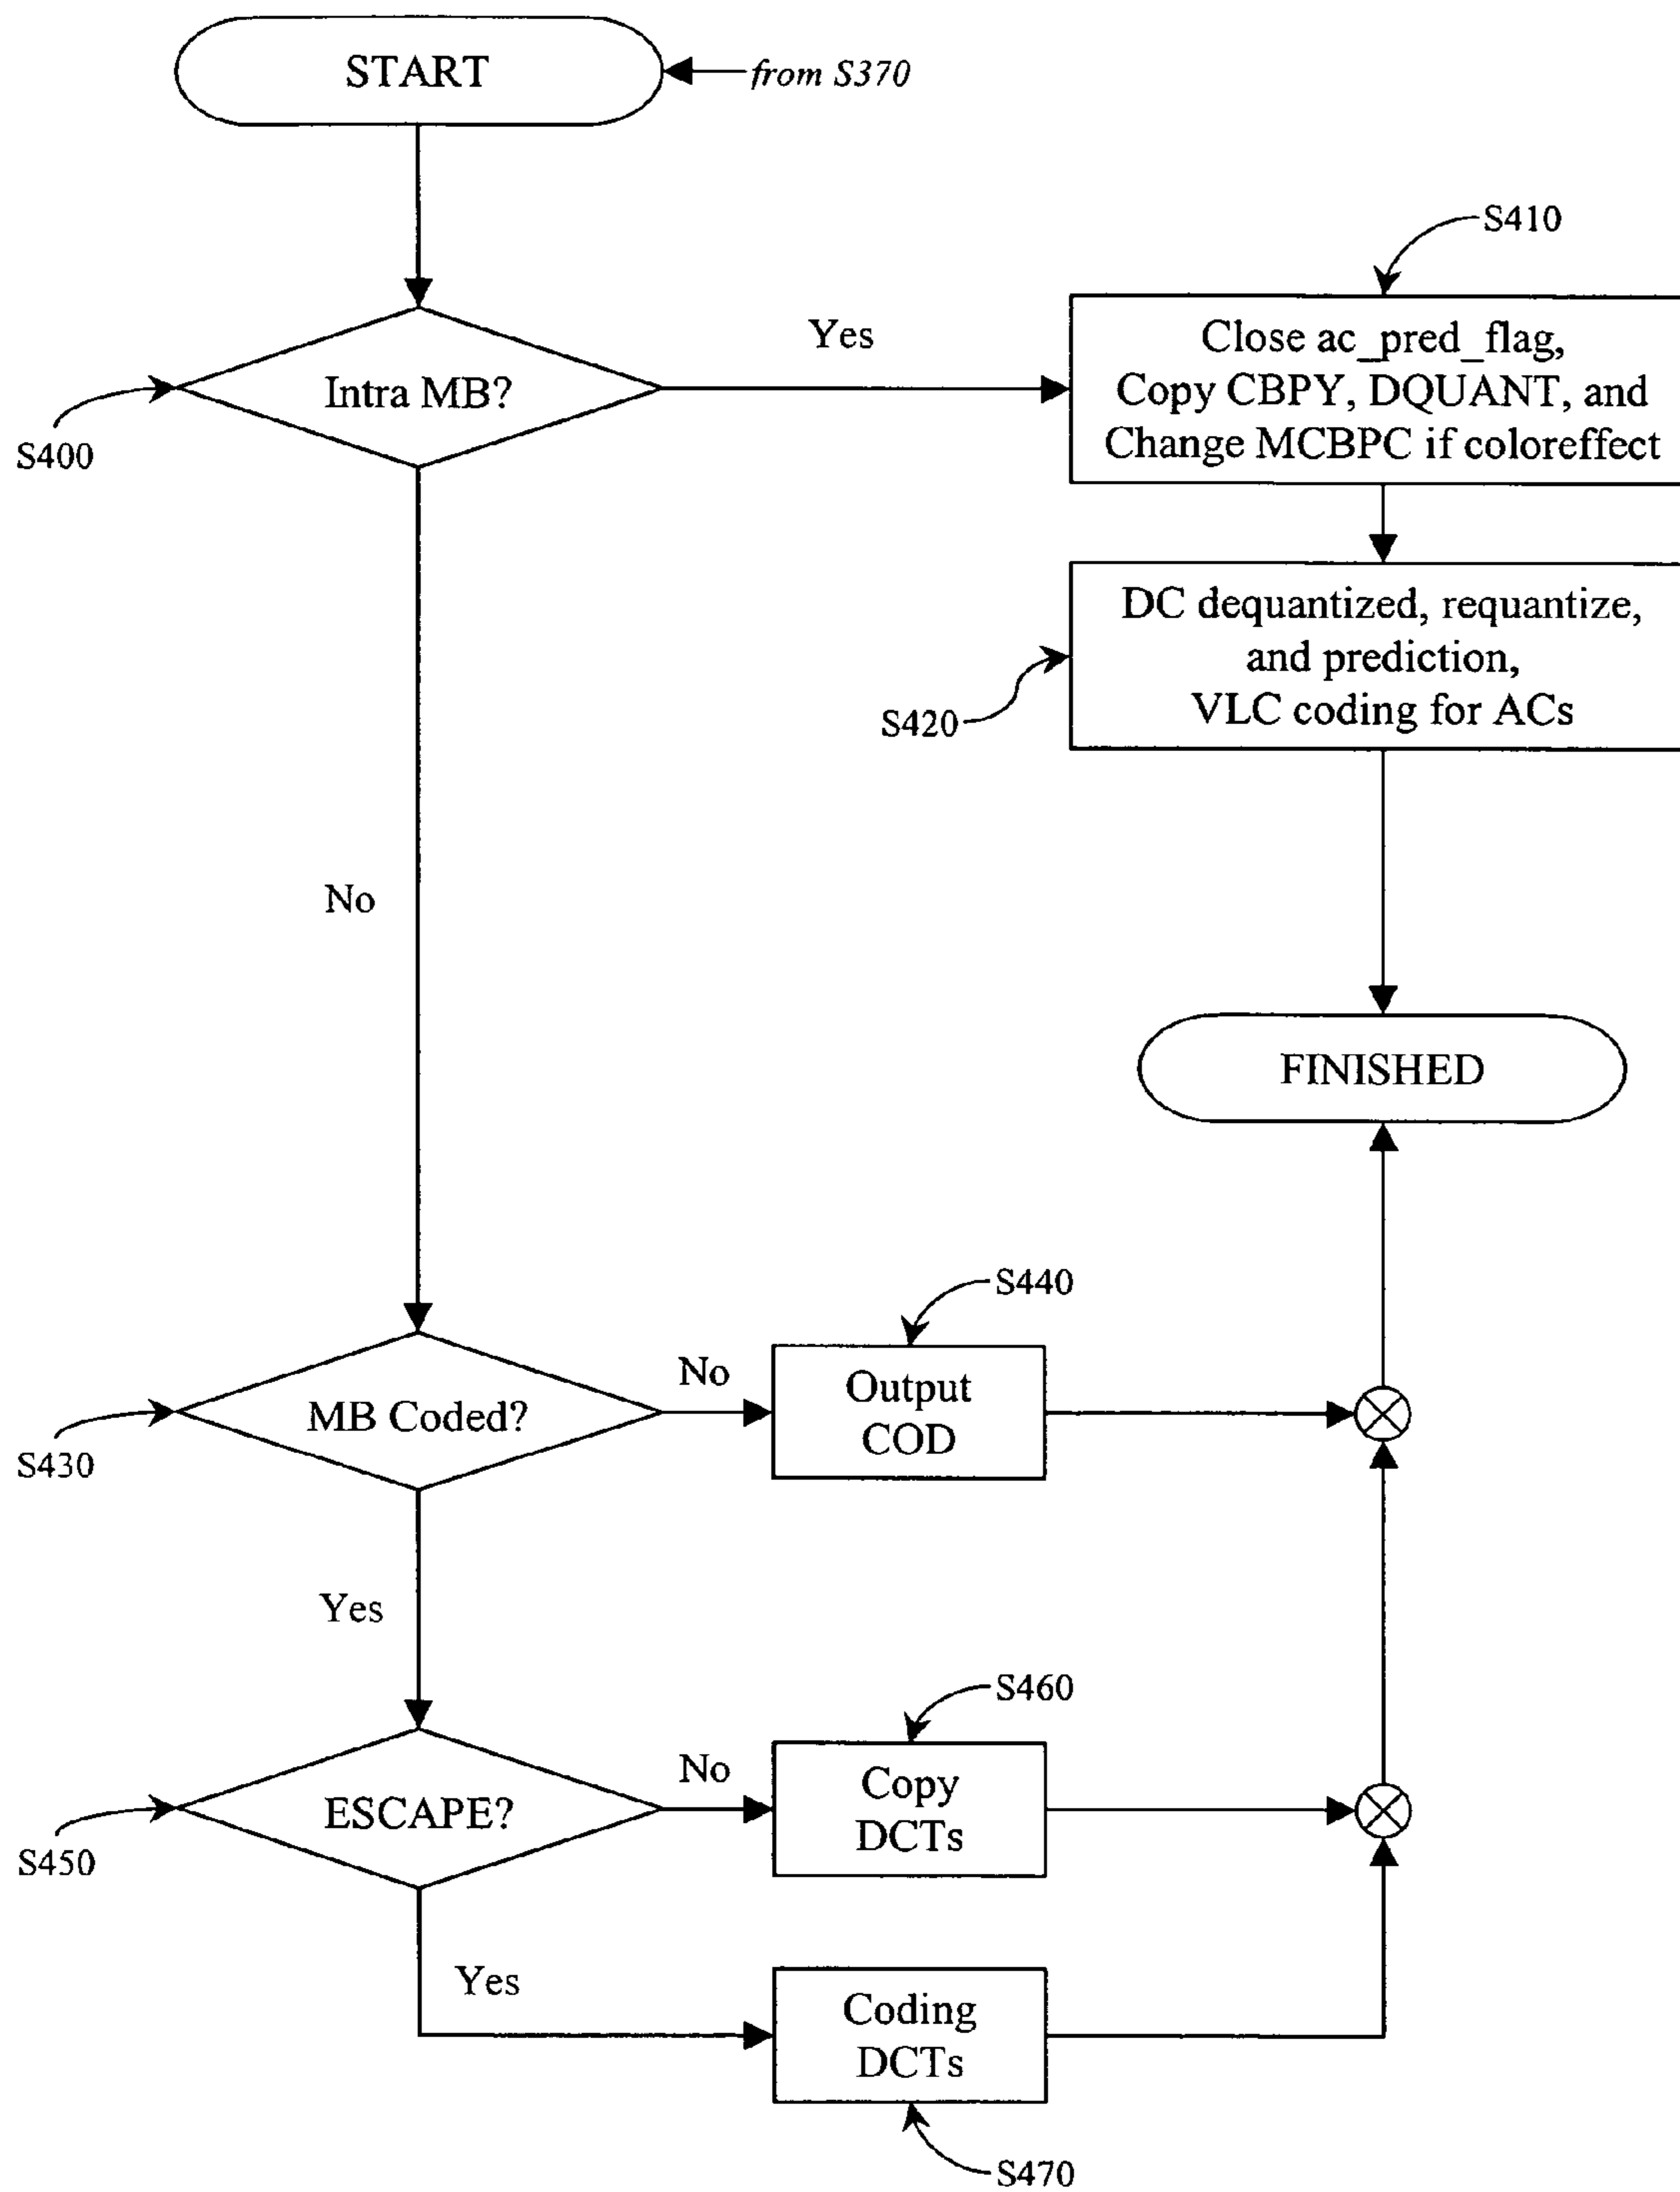 START
from S370
S410
Yes
Close ac_pred_flag,
Copy CBPY, DQUANT, and
Change MCBPC if coloreffect
Intra MB?
S400
DC dequantized, requantize,
and prediction,
VLC coding for ACs
S420
No
FINISHED
S440
No
Output
COD
MB Coded?
S430
Yes
S460
No
Copy
DCTs
ESCAPE?
S450
Yes
Coding
DCTs
S470